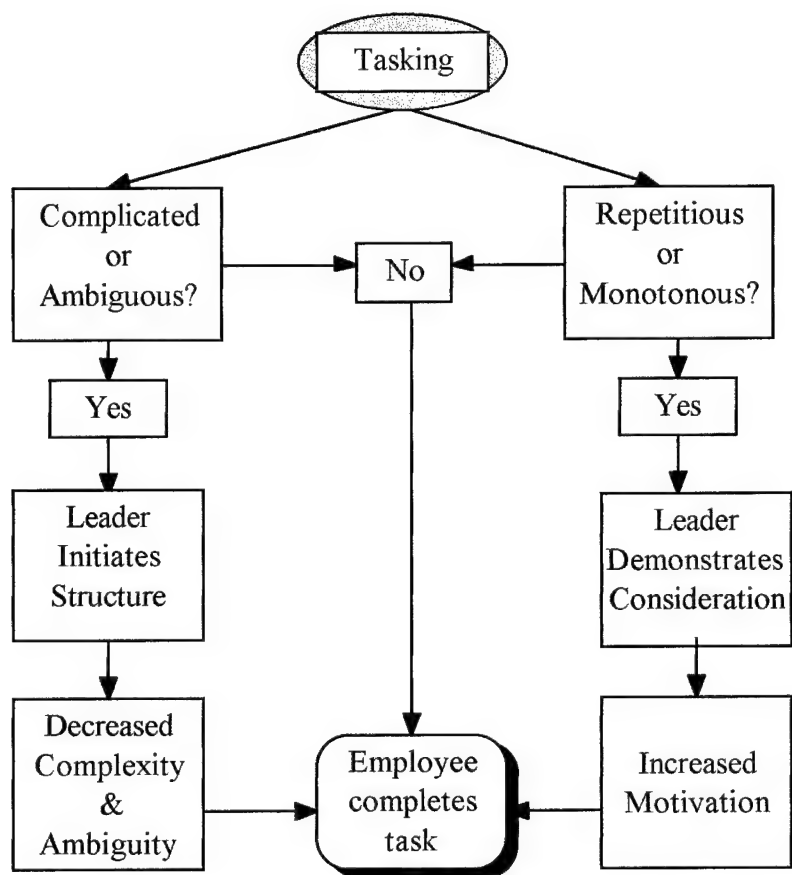 Tasking
Complicated
or
Ambiguous?
No
Repetitious
or
Monotonous?
Yes
Yes
Leader
Initiates
Structure
Leader
Demonstrates
Consideration
Decreased
Complexity
&
Ambiguity
Employee
completes
task
Increased
Motivation